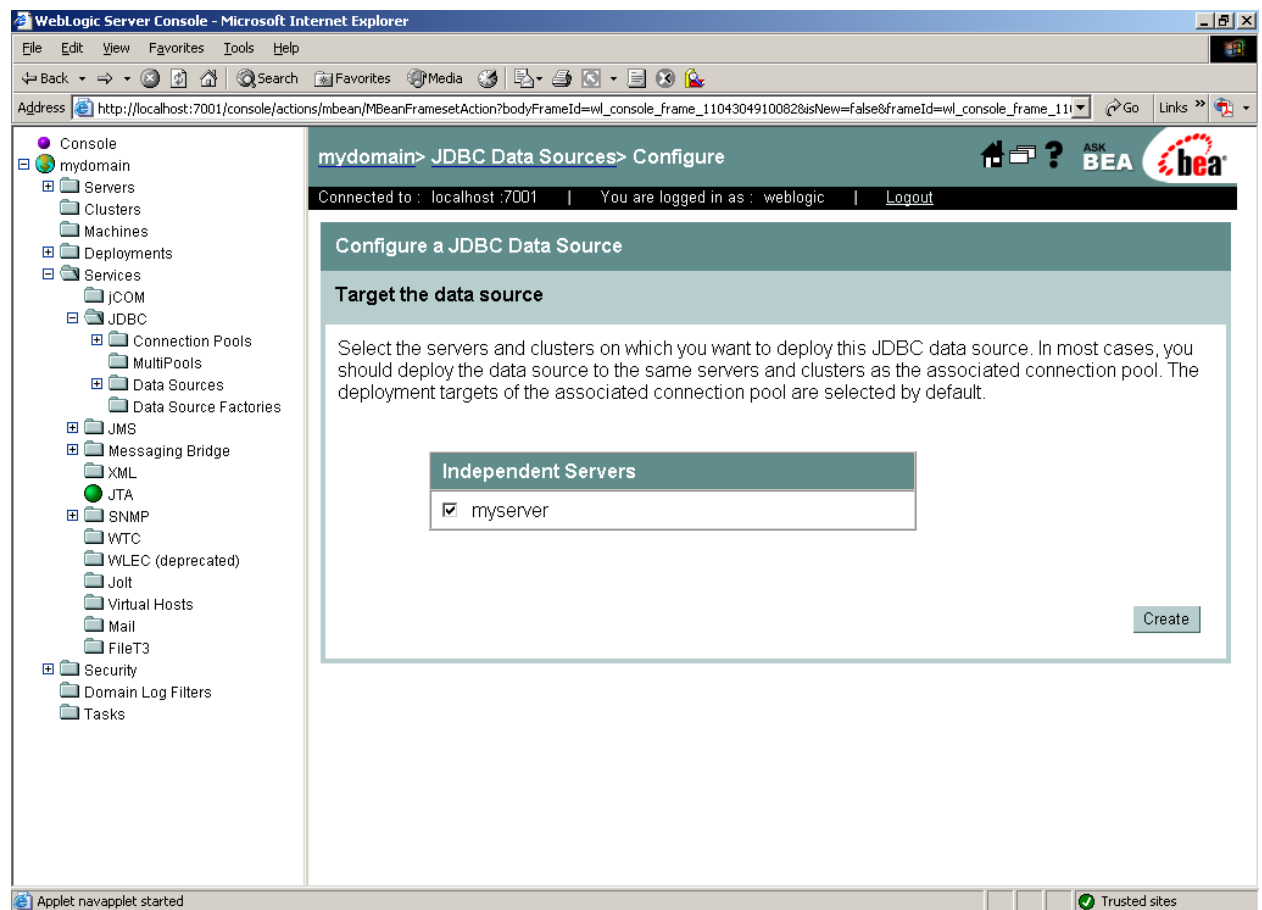 WebLogic Server Console - Microsoft Internet Explorer
File Edit View Favorites Tools Help
Back Search Favorites Media
Address http://localhost:7001/console/actions/mbean/MBeanFramesetAction?bodyFrameId=wl_console_frame_1104304910082&isNew=false&frameId=wl_console_frame_11 Go Links »
Console
mydomain
Servers
Clusters
Machines
Deployments
Services
jCOM
JDBC
Connection Pools
MultiPools
Data Sources
Data Source Factories
JMS
Messaging Bridge
XML
JTA
SNMP
WTC
WLEC (deprecated)
Jolt
Virtual Hosts
Mail
FileT3
Security
Domain Log Filters
Tasks
mydomain> JDBC Data Sources> Configure
? ASK BEA bea
Connected to : localhost :7001 | You are logged in as : weblogic | Logout
Configure a JDBC Data Source
Target the data source
Select the servers and clusters on which you want to deploy this JDBC data source. In most cases, you
should deploy the data source to the same servers and clusters as the associated connection pool. The
deployment targets of the associated connection pool are selected by default.
Independent Servers
myserver
Create
Applet navapplet started Trusted sites